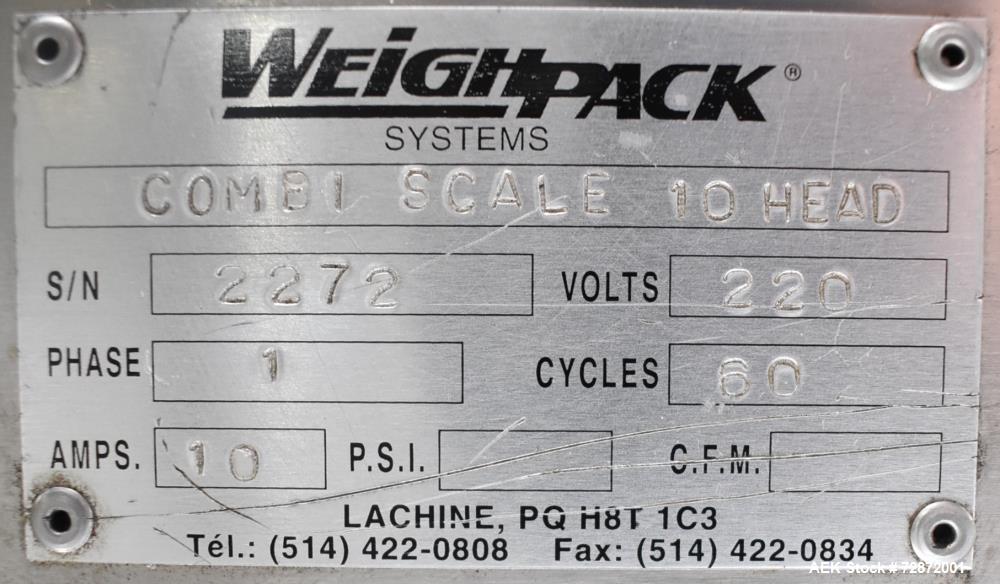 WEIGHPACK®
SYSTEMS
COMBI SCALE 10 HEAD
S/N 2272 VOLTS 220
PHASE 1 CYCLES 60
AMPS. 10 P.S.I. C.F.M.
LACHINE, PQ H8T 1C3
Tél.: (514) 422-0808 Fax: (514) 422-0834
AEK Stock # 72872001